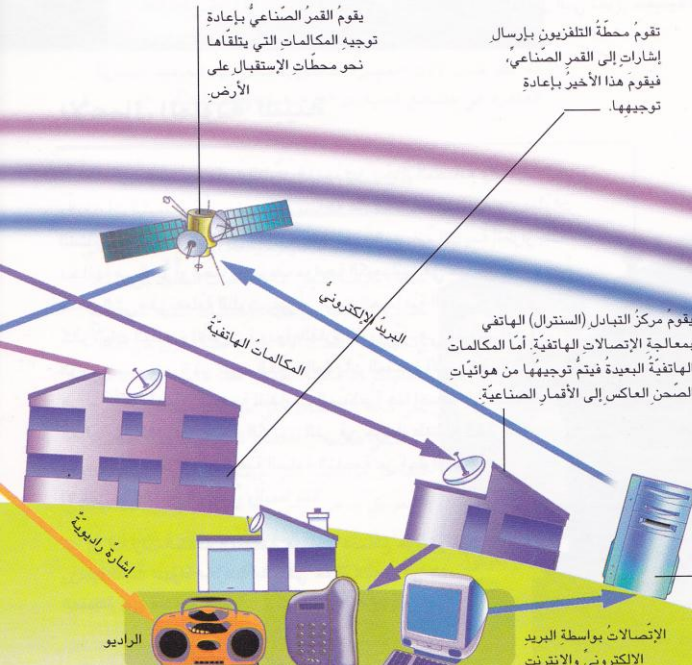 يقومُ القمرُ الصّناعيُّ بإعادةِ
توجيهِ المكالماتِ التي يتلقّاها
نحو محطّاتِ الإستقبالِ على
الأرض.
تقومُ محطّةُ التلفزيون بإرسالِ
إشاراتٍ إلى القمرِ الصّناعيِّ،
فيقومَ هذا الأخيرُ بإعادةِ
توجيهِها.
البريدُ الإلكترونيُّ
المكالماتُ الهاتفيّةُ
يقومُ مركزُ التبادلِ (السنترال) الهاتفي
بمعالجةِ الإتصالاتِ الهاتفيّةِ. أمّا المكالماتُ
الهاتفيّةُ البعيدةُ فيتمُّ توجيهُها من هوائيّاتِ
الصّحنِ العاكسِ إلى الأقمارِ الصناعيّةِ.
إشارةٌ راديويّةٌ
الراديو
الإتّصالاتُ بواسطة البريدِ
الالكترونيِّ والانترنت